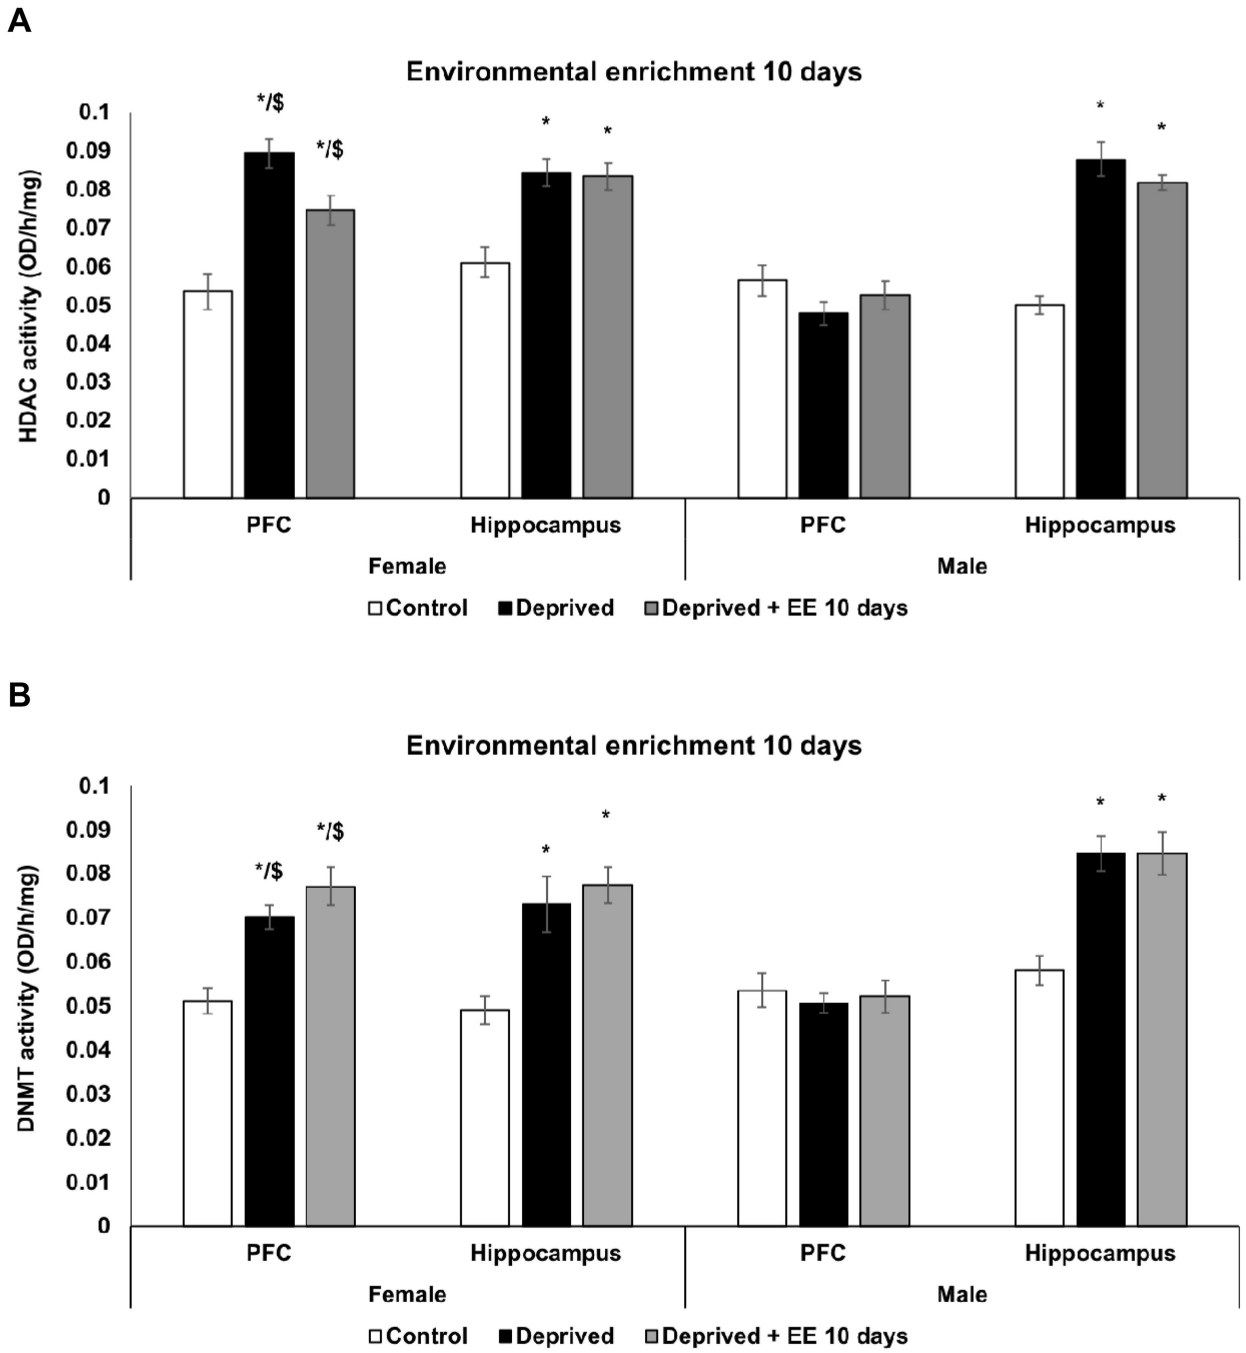 A
Environmental enrichment 10 days
*/$
*/$
*
*
*
*
HDAC acitivity (OD/h/mg)
0.1
0.09
0.08
0.07
0.06
0.05
0.04
0.03
0.02
0.01
0
PFC
Hippocampus
PFC
Hippocampus
Female
Male
Control
Deprived
Deprived + EE 10 days
B
Environmental enrichment 10 days
*/$
*/$
*
*
*
*
DNMT activity (OD/h/mg)
0.1
0.09
0.08
0.07
0.06
0.05
0.04
0.03
0.02
0.01
0
PFC
Hippocampus
PFC
Hippocampus
Female
Male
Control
Deprived
Deprived + EE 10 days